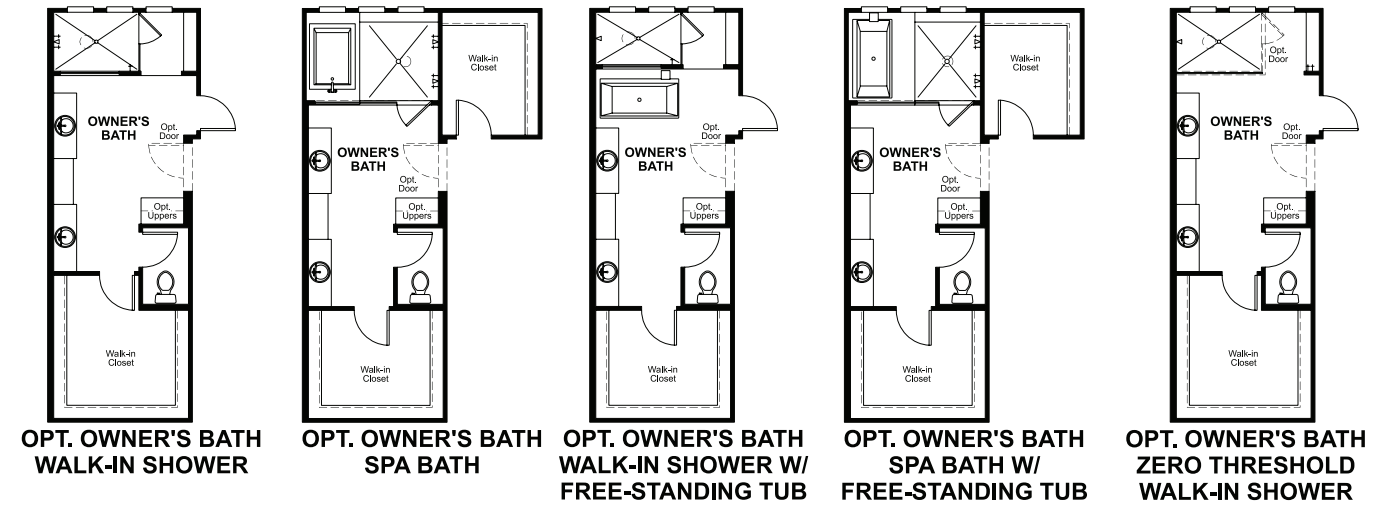 OWNER'S
BATH
Opt.
Door
Opt.
Uppers
Walk-in
Closet
OPT. OWNER'S BATH
WALK-IN SHOWER
Walk-in
Closet
OWNER'S
BATH
Opt.
Door
Opt.
Uppers
Walk-in
Closet
OPT. OWNER'S BATH
SPA BATH
OWNER'S
BATH
Opt.
Door
Opt.
Uppers
Walk-in
Closet
OPT. OWNER'S BATH
WALK-IN SHOWER W/
FREE-STANDING TUB
Walk-in
Closet
OWNER'S
BATH
Opt.
Door
Opt.
Uppers
Walk-in
Closet
OPT. OWNER'S BATH
SPA BATH W/
FREE-STANDING TUB
Opt.
Door
OWNER'S
BATH
Opt.
Door
Opt.
Uppers
Walk-in
Closet
OPT. OWNER'S BATH
ZERO THRESHOLD
WALK-IN SHOWER